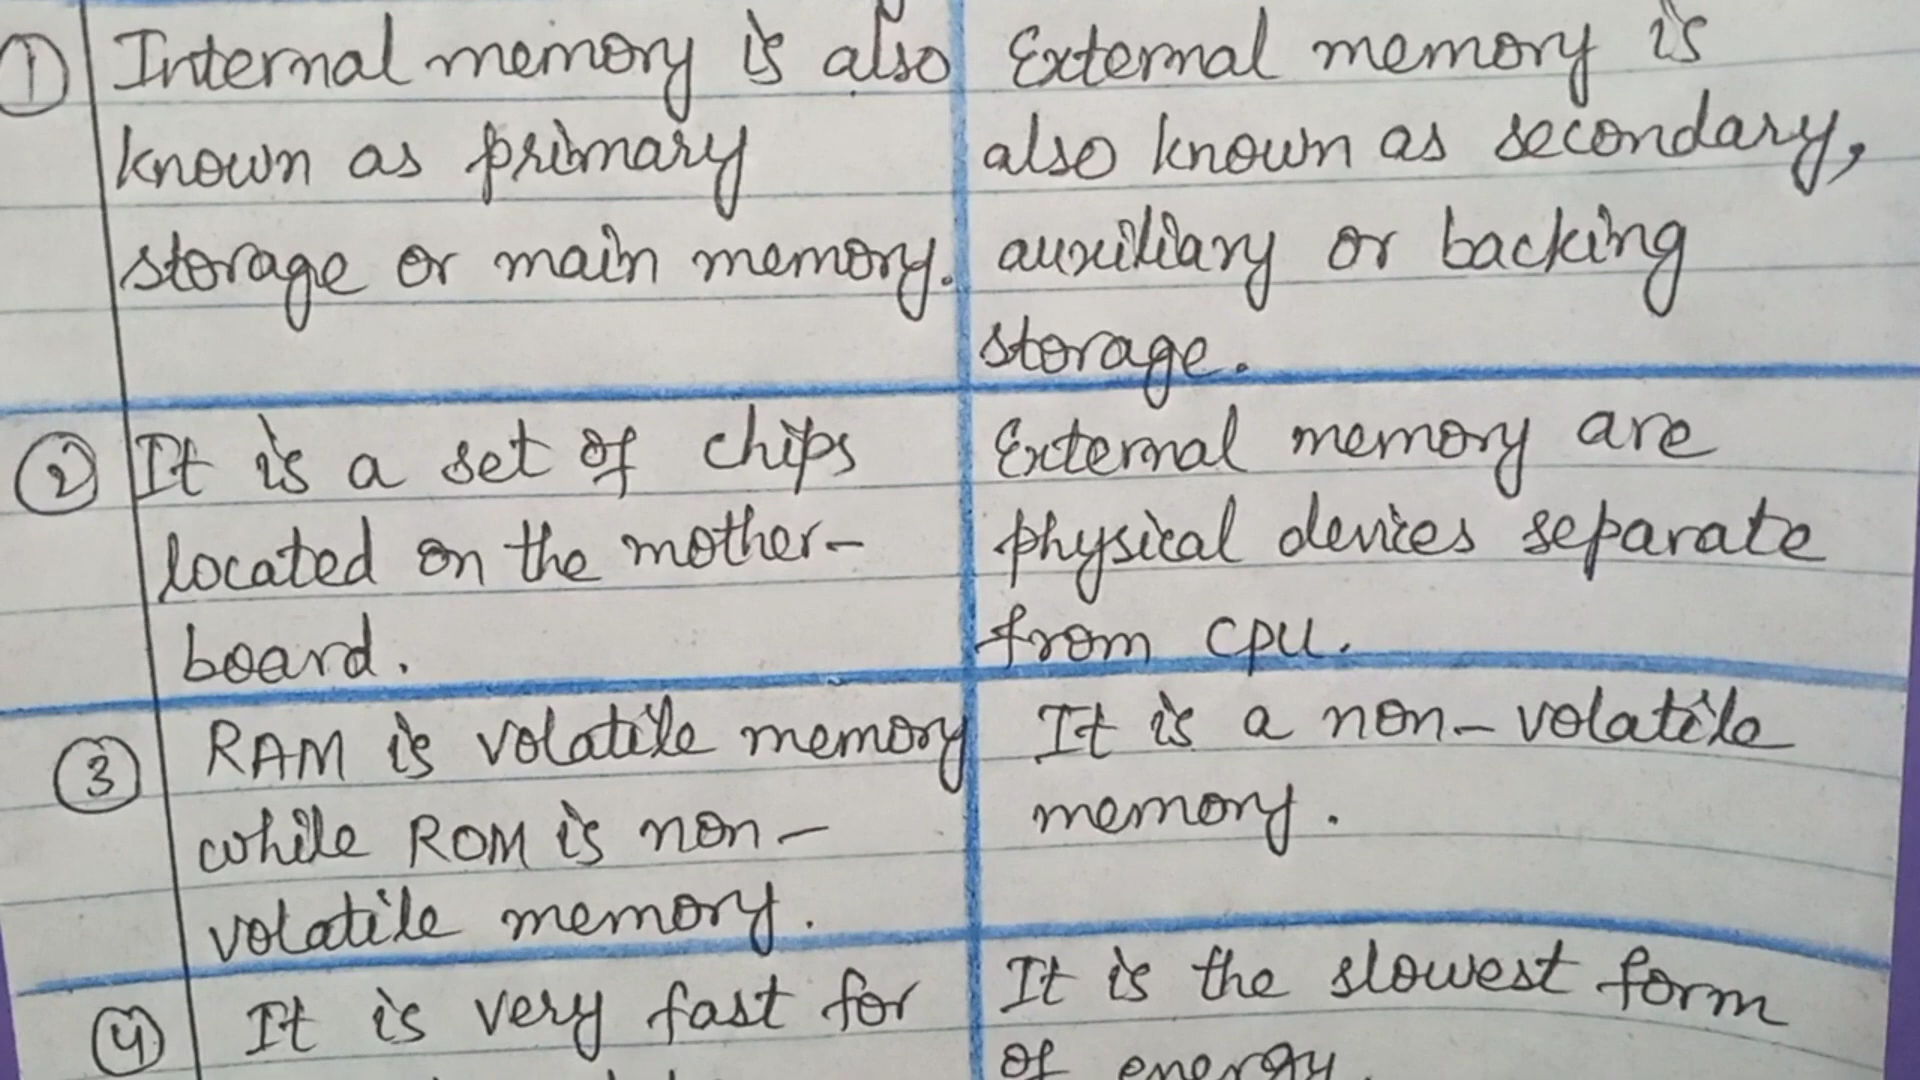 ① Internal memory is also
known as primary
storage or main memory.
External memory is
also known as secondary,
auxiliary or backing
storage.
② It is a set of chips
located on the mother-
board.
External memory are
physical devices separate
from CPU.
③ RAM is volatile memory
while ROM is non-
volatile memory.
It is a non-volatile
memory.
④ It is very fast for
It is the slowest form
of energy.